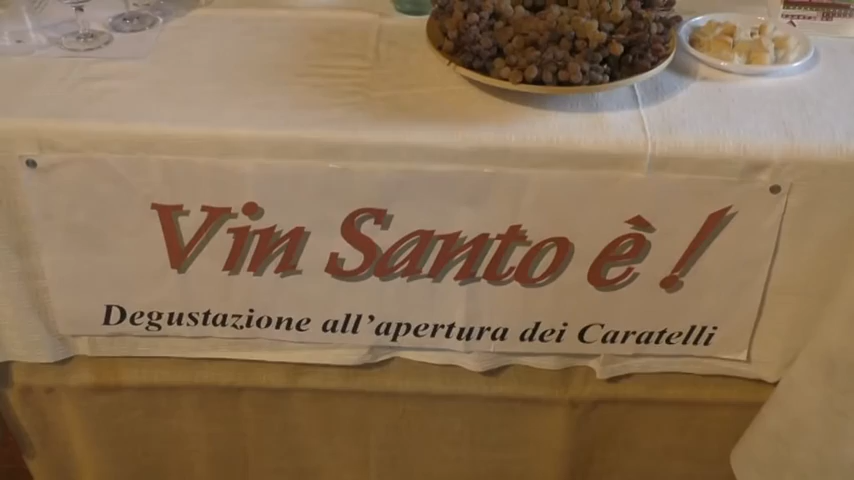 Vin Santo è !
Degustazione all'apertura dei Caratelli